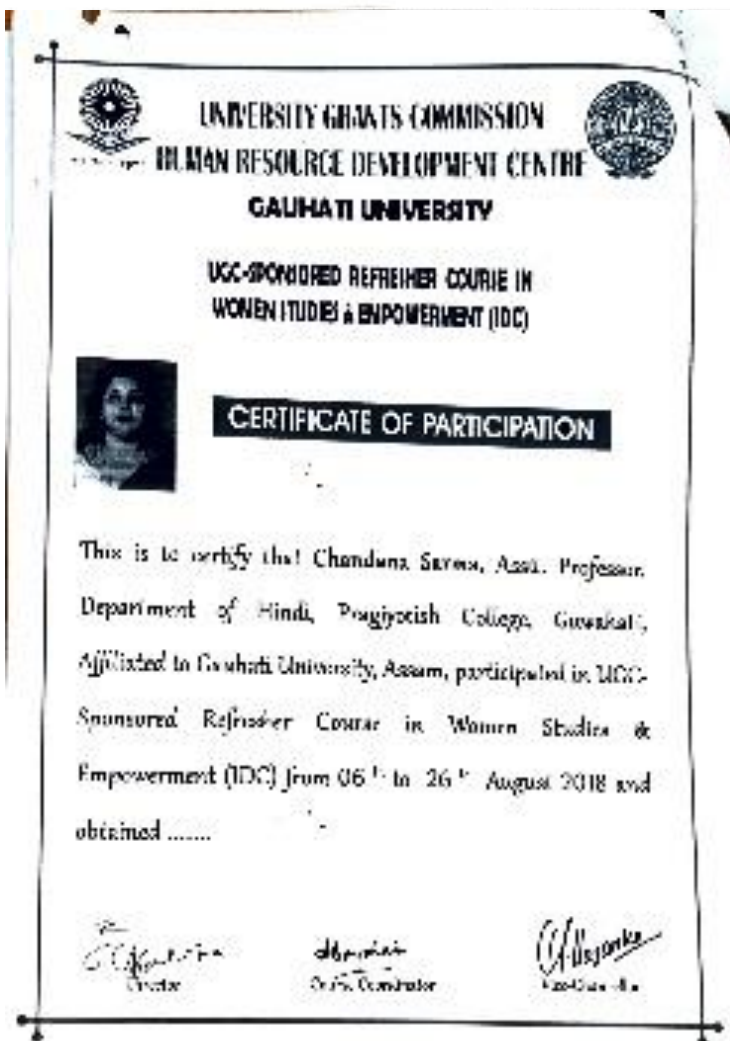 UNIVERSITY GRANTS COMMISSION
HUMAN RESOURCE DEVELOPMENT CENTRE
GAUHATI UNIVERSITY
UGC-SPONSORED REFRESHER COURSE IN
WOMEN STUDIES & EMPOWERMENT (IDC)
CERTIFICATE OF PARTICIPATION
This is to certify that Chandana Sarma, Asst. Professor,
Department of Hindi, Pragjyotish College, Guwahati,
Affiliated to Gauhati University, Assam, participated in UGC-
Sponsored Refresher Course in Women Studies &
Empowerment (IDC) from 06th to 26th August 2018 and
obtained .......
Director
Course Coordinator
Vice-Chancellor